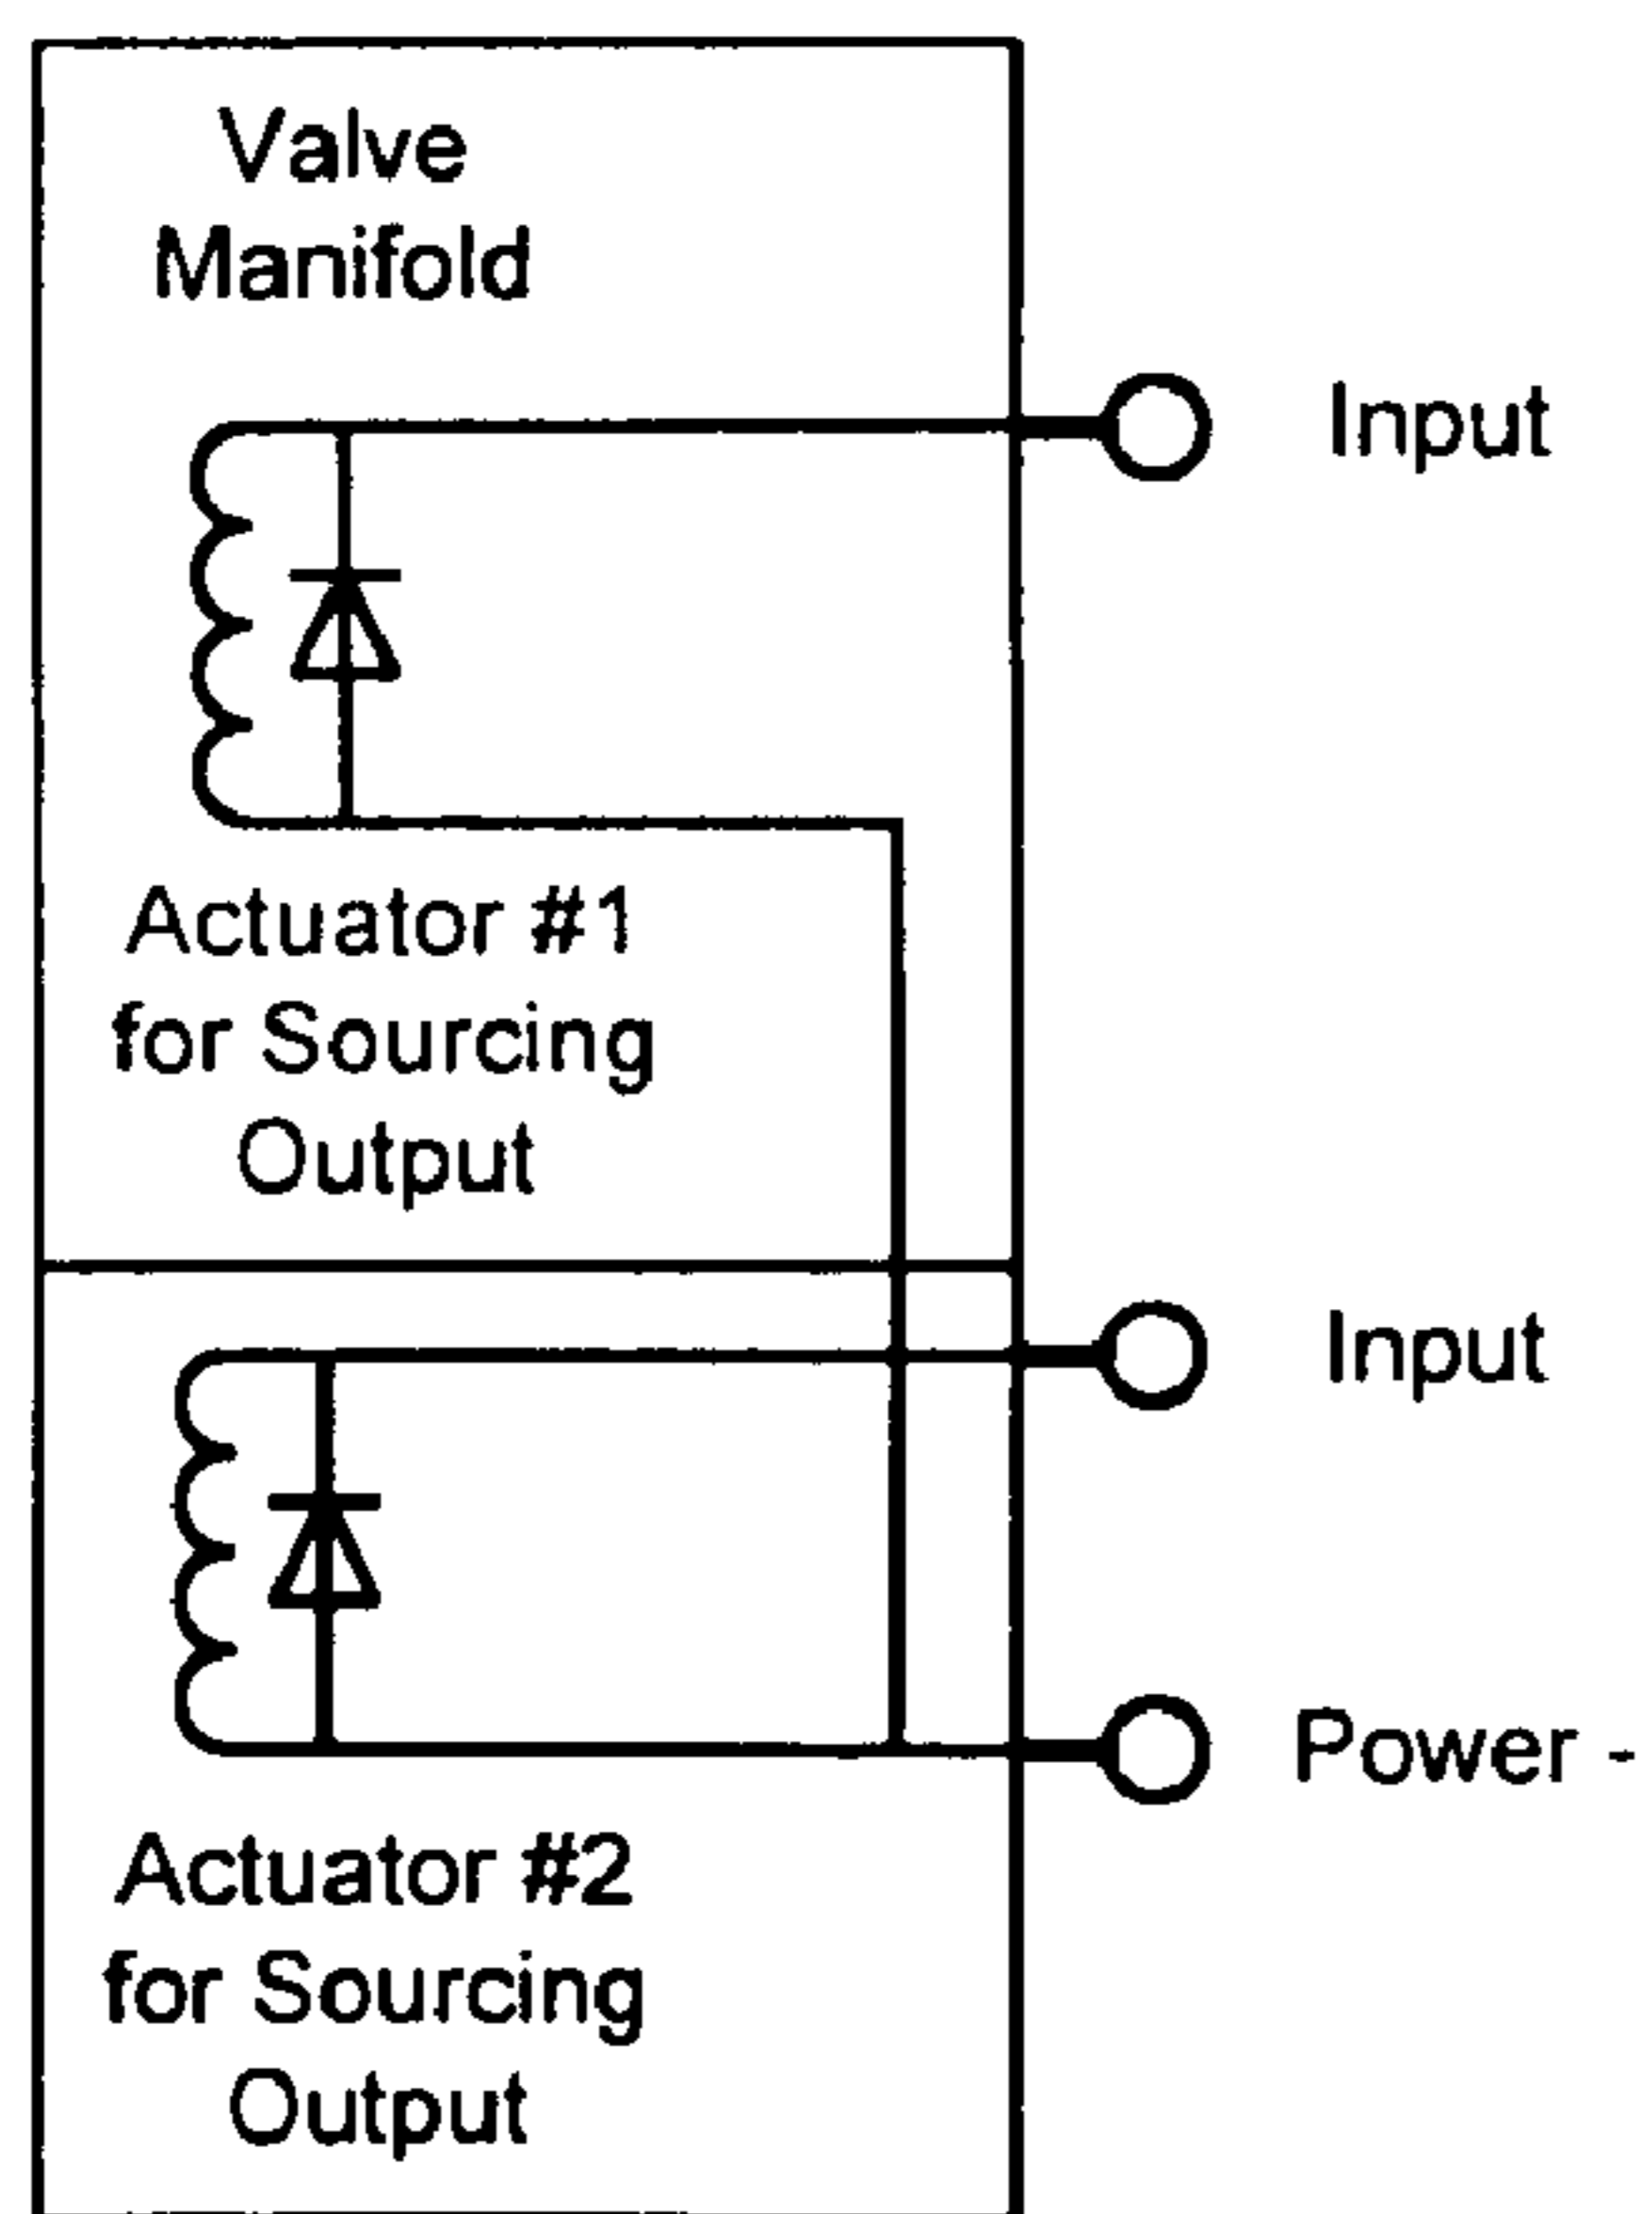 Valve
Manifold
Input
Actuator #1
for Sourcing
Output
Input
Power -
Actuator #2
for Sourcing
Output